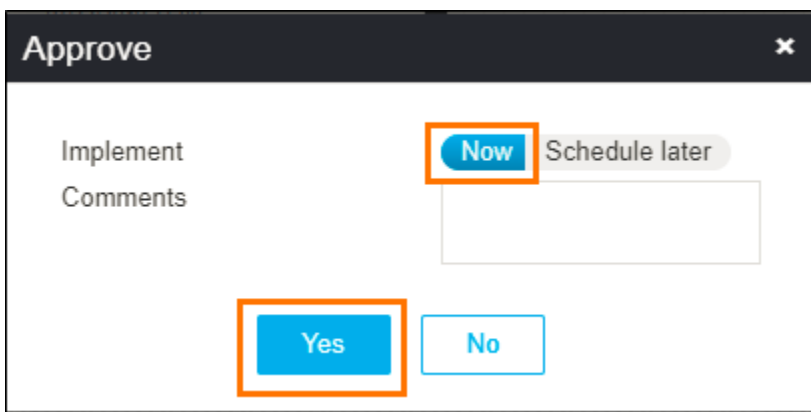 Approve ×
Implement Now Schedule later
Comments
Yes No